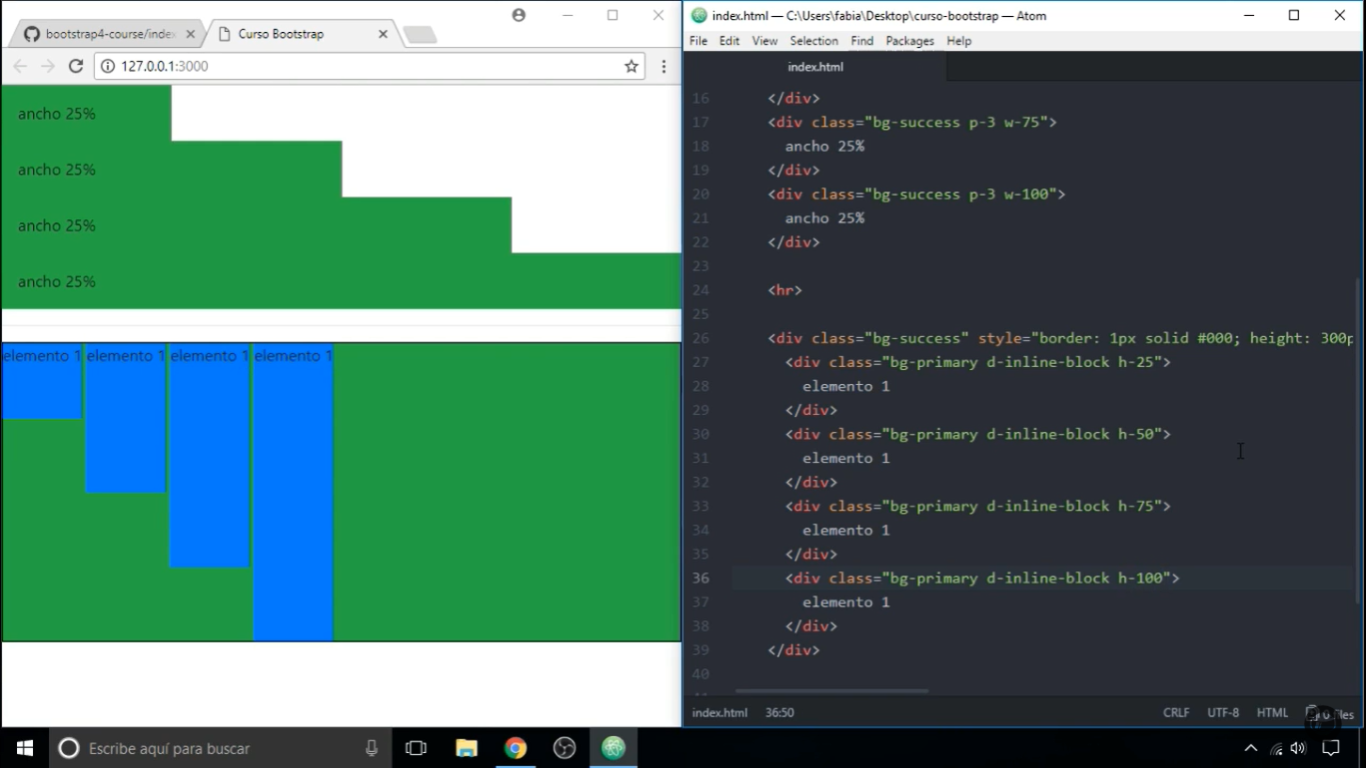 bootstrap4-course/index
Curso Bootstrap
127.0.0.1:3000
ancho 25%
ancho 25%
ancho 25%
ancho 25%
elemento 1 elemento 1 elemento 1 elemento 1
index.html — C:\Users\fabia\Desktop\curso-bootstrap — Atom
File Edit View Selection Find Packages Help
index.html
16 </div>
17 <div class="bg-success p-3 w-75">
18 ancho 25%
19 </div>
20 <div class="bg-success p-3 w-100">
21 ancho 25%
22 </div>
23
24 <hr>
25
26 <div class="bg-success" style="border: 1px solid #000; height: 300p
27 <div class="bg-primary d-inline-block h-25">
28 elemento 1
29 </div>
30 <div class="bg-primary d-inline-block h-50">
31 elemento 1
32 </div>
33 <div class="bg-primary d-inline-block h-75">
34 elemento 1
35 </div>
36 <div class="bg-primary d-inline-block h-100">
37 elemento 1
38 </div>
39 </div>
40
index.html 36:50 CRLF UTF-8 HTML
Escribe aquí para buscar